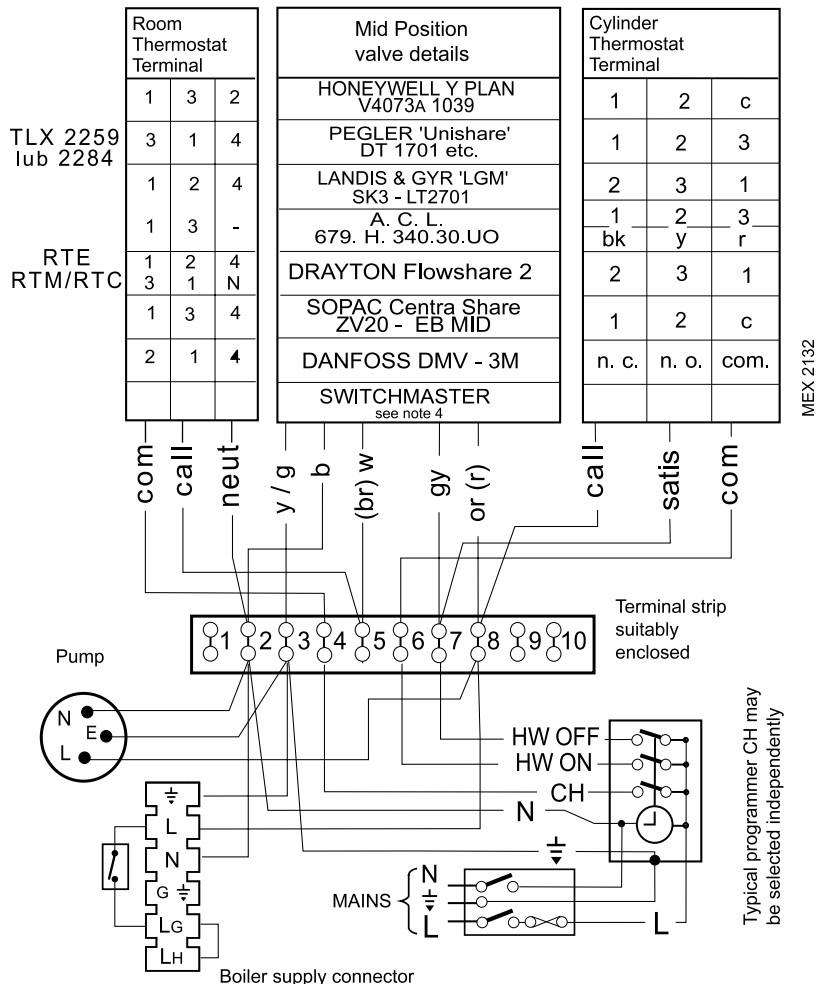 Room
Thermostat
Terminal
Mid Position
valve details
Cylinder
Thermostat
Terminal
1 3 2
HONEYWELL Y PLAN
V4073A 1039
1 2 c
TLX 2259
lub 2284
3 1 4
PEGLER 'Unishare'
DT 1701 etc.
1 2 3
1 2 4
LANDIS & GYR 'LGM'
SK3 - LT2701
2 3 1
1 3 -
A. C. L.
679. H. 340.30.UO
1 2 3
bk y r
RTE
RTM/RTC
1 2 4
3 1 N
DRAYTON Flowshare 2
2 3 1
1 3 4
SOPAC Centra Share
ZV20 - EB MID
1 2 c
2 1 4
DANFOSS DMV - 3M
n. c. n. o. com.
SWITCHMASTER
see note 4
MEX 2132
com
call
neut
y / g
b
(br) w
gy
or (r)
call
satis
com
1 2 3 4 5 6 7 8 9 10
Terminal strip
suitably
enclosed
Pump
N
E
L
HW OFF
HW ON
CH
N
Typical programmer CH may
be selected independently
L
N
G
LG
LH
MAINS
N
L
L
Boiler supply connector